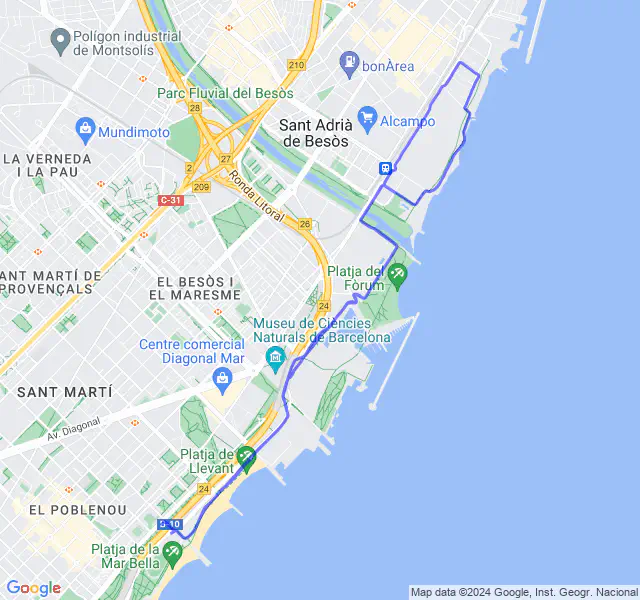 Polígon industrial
de Montsolís
210
bonÀrea
Parc Fluvial del Besòs
28
Mundimoto
Sant Adrià
de Besòs
Alcampo
LA VERNEDA
I LA PAU
2
27
209
Ronda Litoral
C-31
26
ANT MARTÍ DE
PROVENÇALS
EL BESÒS I
EL MARESME
Platja del
Fòrum
24
Museu de Ciències
Naturals de Barcelona
Centre comercial
Diagonal Mar
SANT MARTÍ
Av. Diagonal
Platja de
Llevant
24
EL POBLENOU
B-10
Platja de la
Mar Bella
Google
Map data ©2024 Google, Inst. Geogr. Nacional